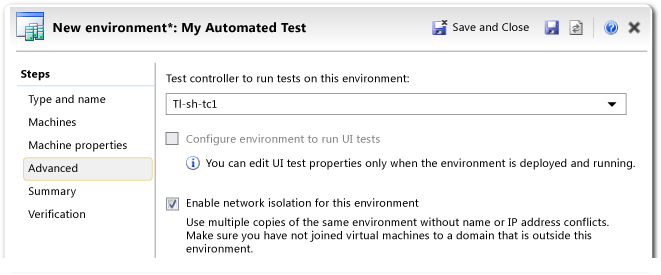 New environment*: My Automated Test
Save and Close
Steps
Type and name
Machines
Machine properties
Advanced
Summary
Verification
Test controller to run tests on this environment:
Tl-sh-tc1
Configure environment to run UI tests
You can edit UI test properties only when the environment is deployed and running.
Enable network isolation for this environment
Use multiple copies of the same environment without name or IP address conflicts.
Make sure you have not joined virtual machines to a domain that is outside this
environment.